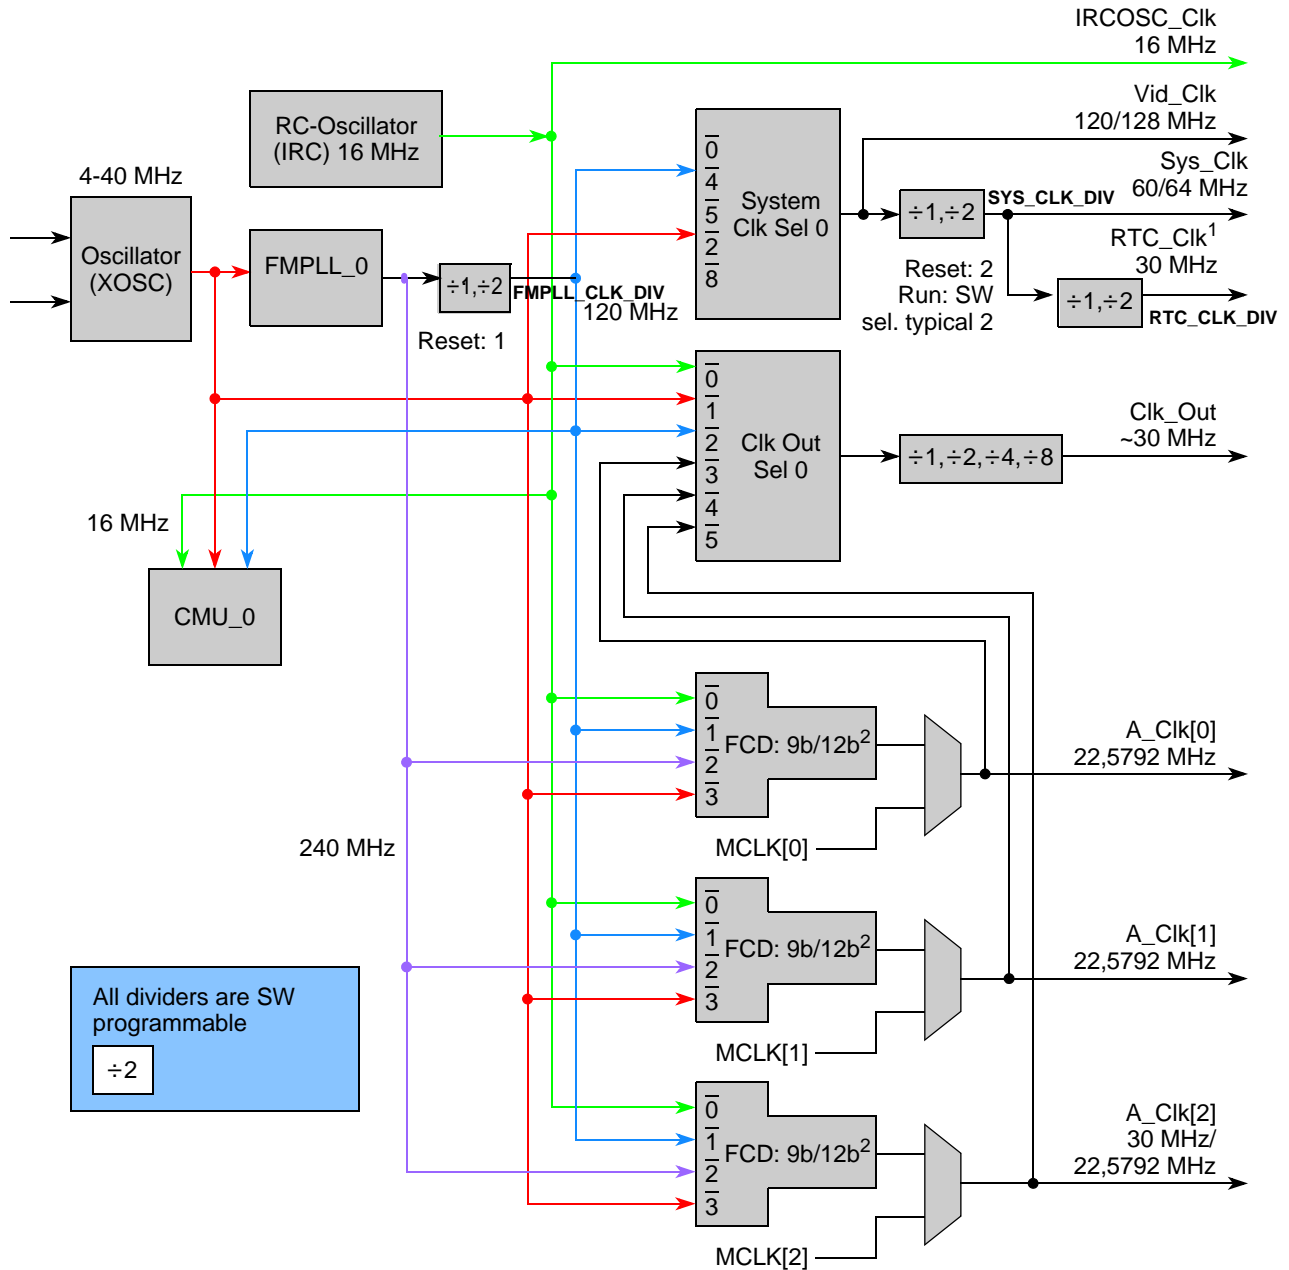 IRCOSC_Clk
16 MHz
Vid_Clk
120/128 MHz
RC-Oscillator
(IRC) 16 MHz
Sys_Clk
60/64 MHz
4-40 MHz
Oscillator
(XOSC)
FMPLL_0
÷1,÷2
FMPLL_CLK_DIV
120 MHz
Reset: 1
0
4
5
2
8
System
Clk Sel 0
÷1,÷2
SYS_CLK_DIV
RTC_Clk1
30 MHz
Reset: 2
Run: SW
sel. typical 2
÷1,÷2
RTC_CLK_DIV
0
1
2
3
4
5
Clk Out
Sel 0
÷1,÷2,÷4,÷8
Clk_Out
~30 MHz
16 MHz
CMU_0
0
1
2
3
FCD: 9b/12b2
A_Clk[0]
22,5792 MHz
MCLK[0]
240 MHz
0
1
2
3
FCD: 9b/12b2
A_Clk[1]
22,5792 MHz
MCLK[1]
All dividers are SW
programmable
÷2
0
1
2
3
FCD: 9b/12b2
A_Clk[2]
30 MHz/
22,5792 MHz
MCLK[2]